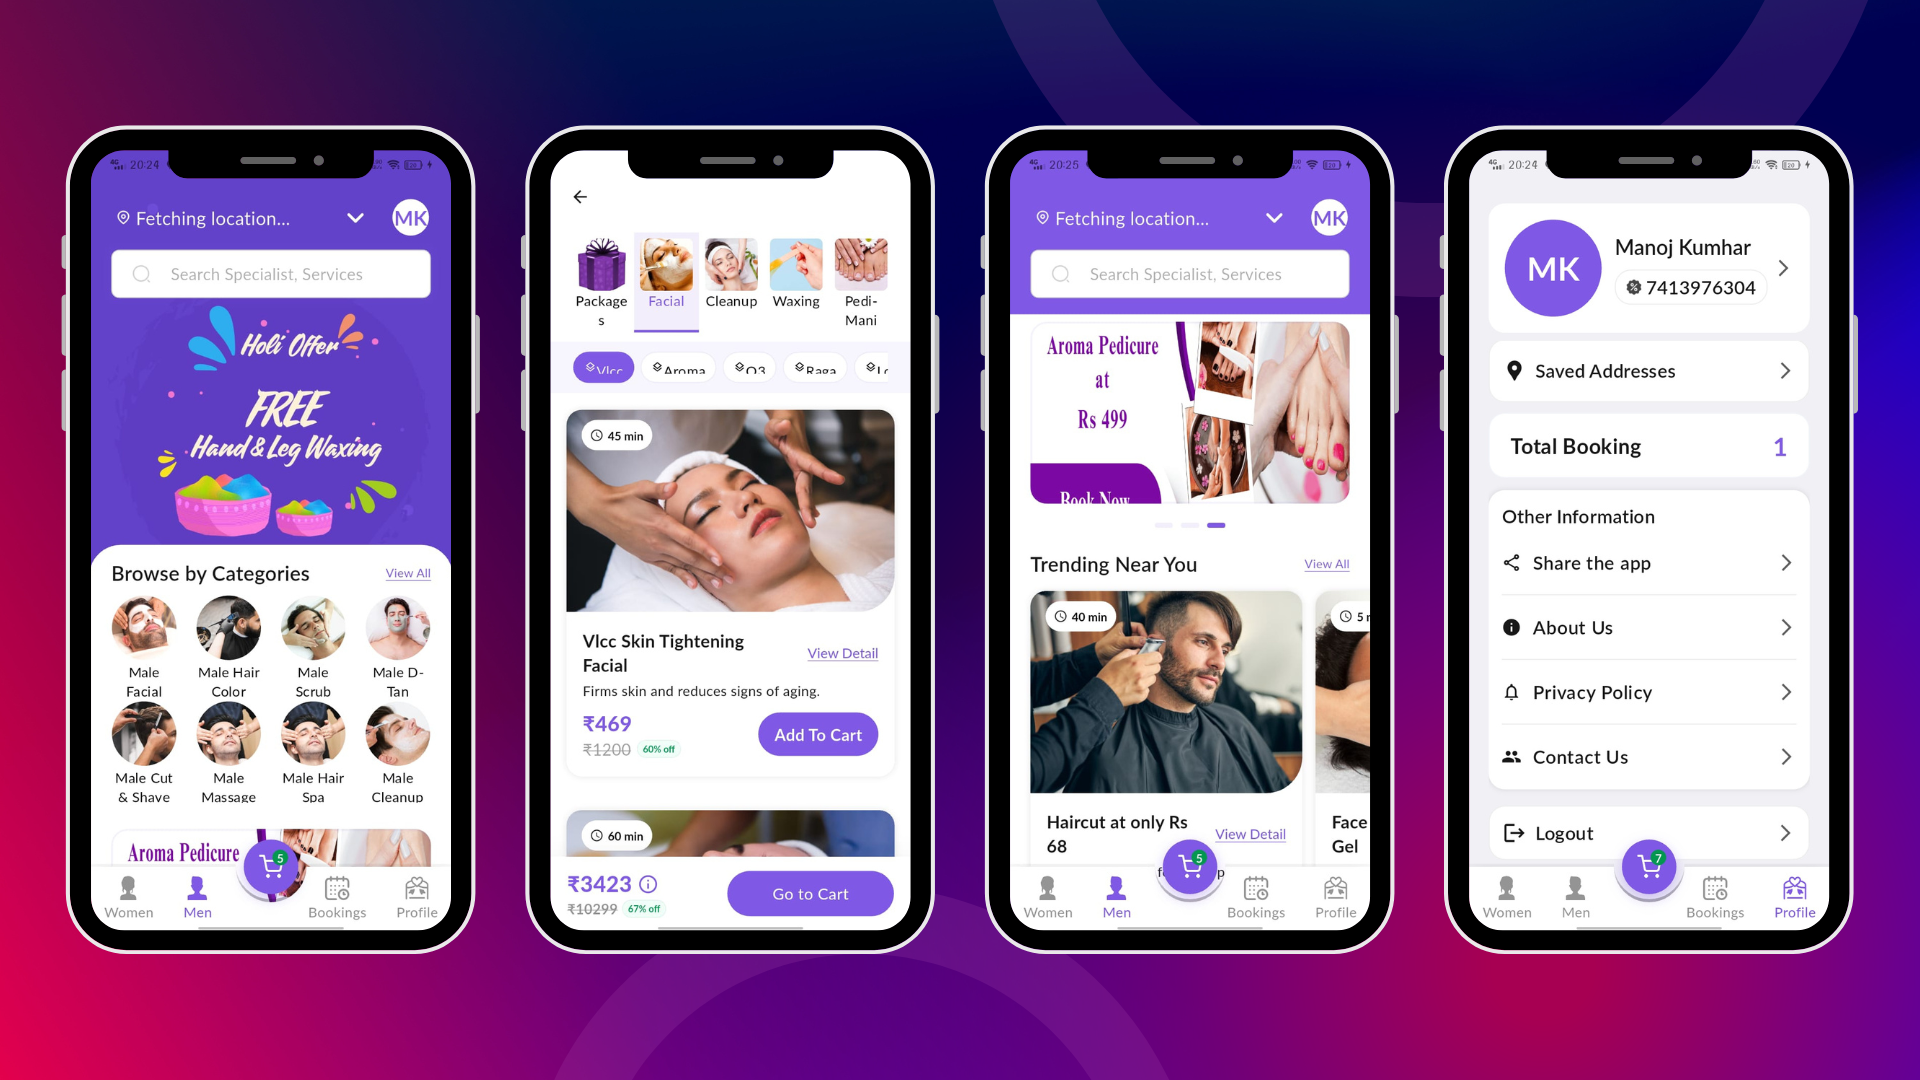 4G 20:24
Fetching location...
MK
Search Specialist, Services
Holi Offer
FREE
Hand & Leg Waxing
Browse by Categories
View All
Male Facial
Male Hair Color
Male Scrub
Male D-Tan
Male Cut & Shave
Male Massage
Male Hair Spa
Male Cleanup
Aroma Pedicure
5
Women
Men
Bookings
Profile
Package
s
Facial
Cleanup
Waxing
Pedi-
Mani
Vlcc
Aroma
O3
Raga
45 min
Vlcc Skin Tightening
Facial
View Detail
Firms skin and reduces signs of aging.
₹469
₹1200
60% off
Add To Cart
60 min
₹3423
₹10299
67% off
Go to Cart
4G 20:25
Fetching location...
MK
Search Specialist, Services
Aroma Pedicure
at
Rs 499
Book Now
Trending Near You
View All
40 min
5 
Haircut at only Rs
68
View Detail
Face
Gel
5
Women
Men
Bookings
Profile
4G 20:24
MK
Manoj Kumhar
7413976304
Saved Addresses
Total Booking
1
Other Information
Share the app
About Us
Privacy Policy
Contact Us
Logout
7
Women
Men
Bookings
Profile